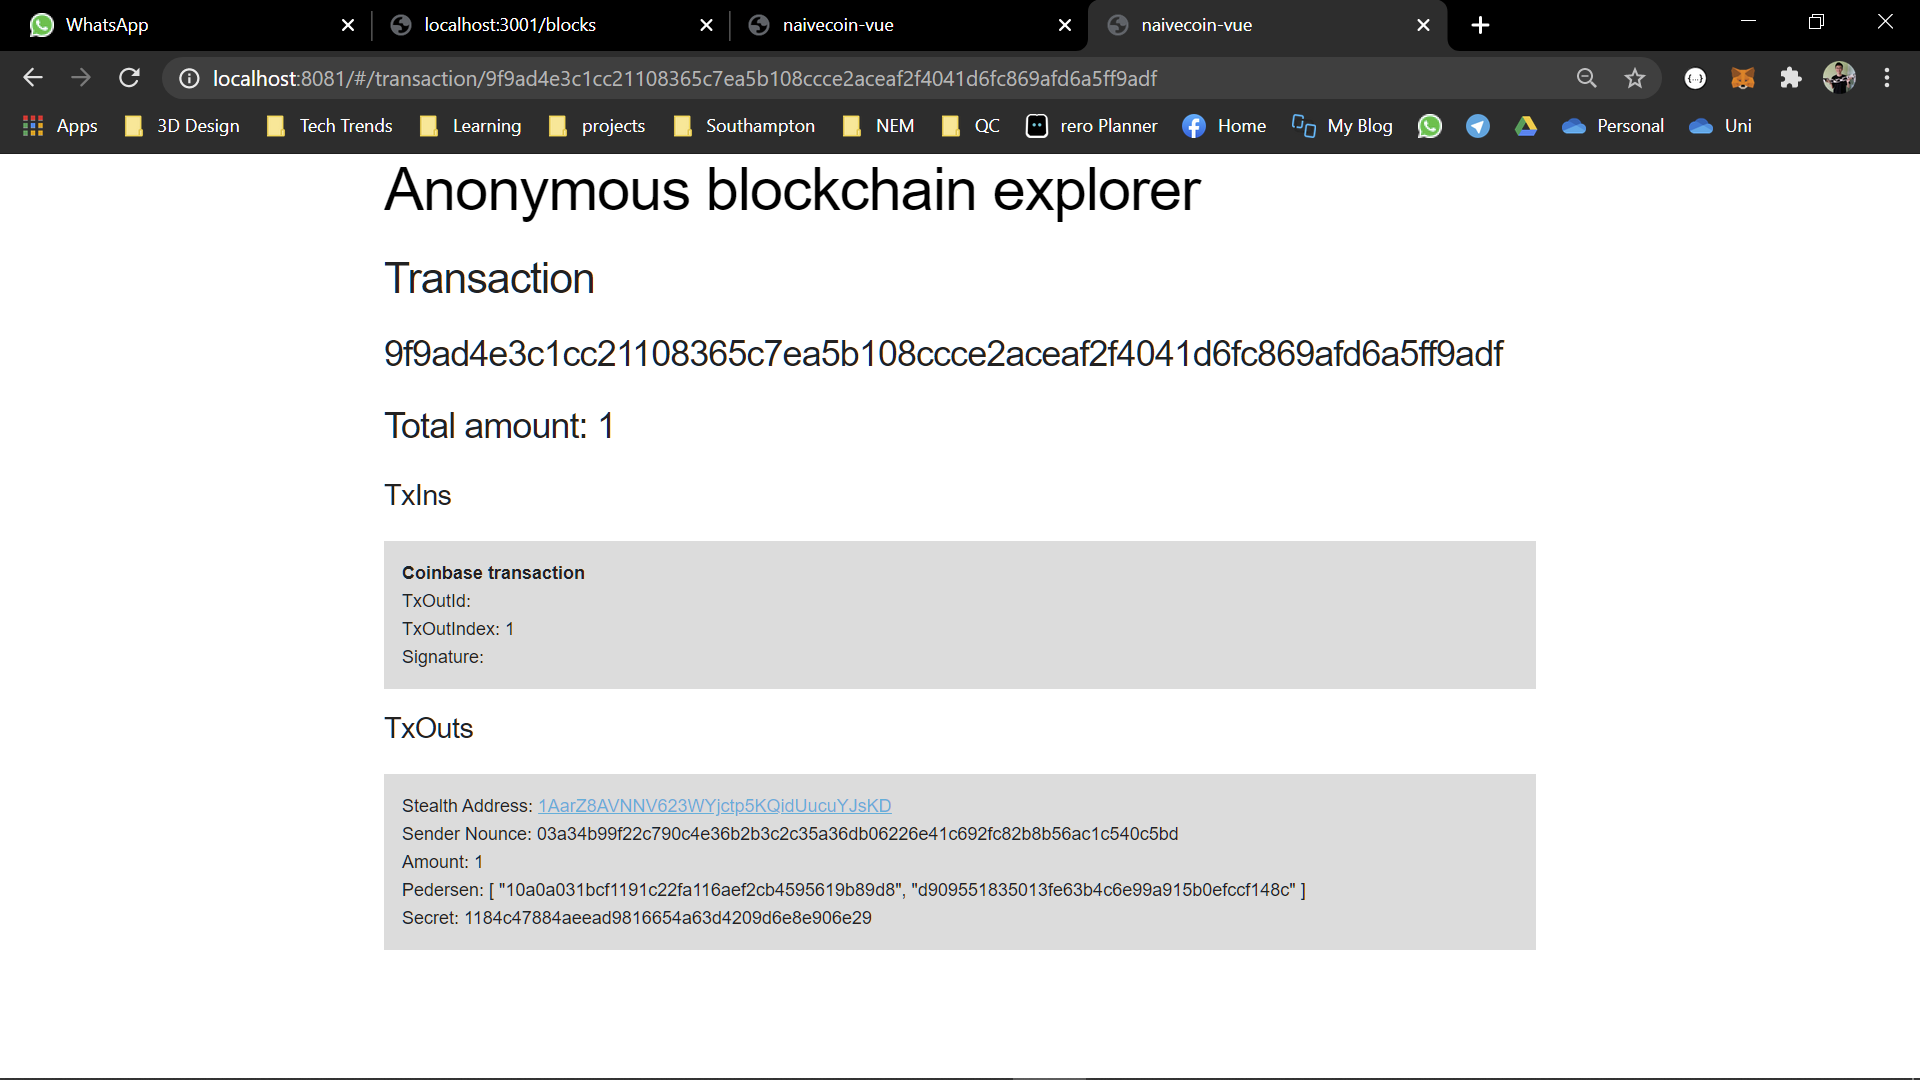 WhatsApp
localhost:3001/blocks
naivecoin-vue
naivecoin-vue
localhost:8081/#/transaction/9f9ad4e3c1cc21108365c7ea5b108ccce2aceaf2f4041d6fc869afd6a5ff9adf
Apps 3D Design Tech Trends Learning projects Southampton NEM QC rero Planner Home My Blog Personal Uni
Anonymous blockchain explorer
Transaction
9f9ad4e3c1cc21108365c7ea5b108ccce2aceaf2f4041d6fc869afd6a5ff9adf
Total amount: 1
TxIns
Coinbase transaction
TxOutId:
TxOutIndex: 1
Signature:
TxOuts
Stealth Address: 1AarZ8AVNNV623WYjctp5KQidUucuYJsKD
Sender Nounce: 03a34b99f22c790c4e36b2b3c2c35a36db06226e41c692fc82b8b56ac1c540c5bd
Amount: 1
Pedersen: [ "10a0a031bcf1191c22fa116aef2cb4595619b89d8", "d909551835013fe63b4c6e99a915b0efccf148c" ]
Secret: 1184c47884aeead9816654a63d4209d6e8e906e29